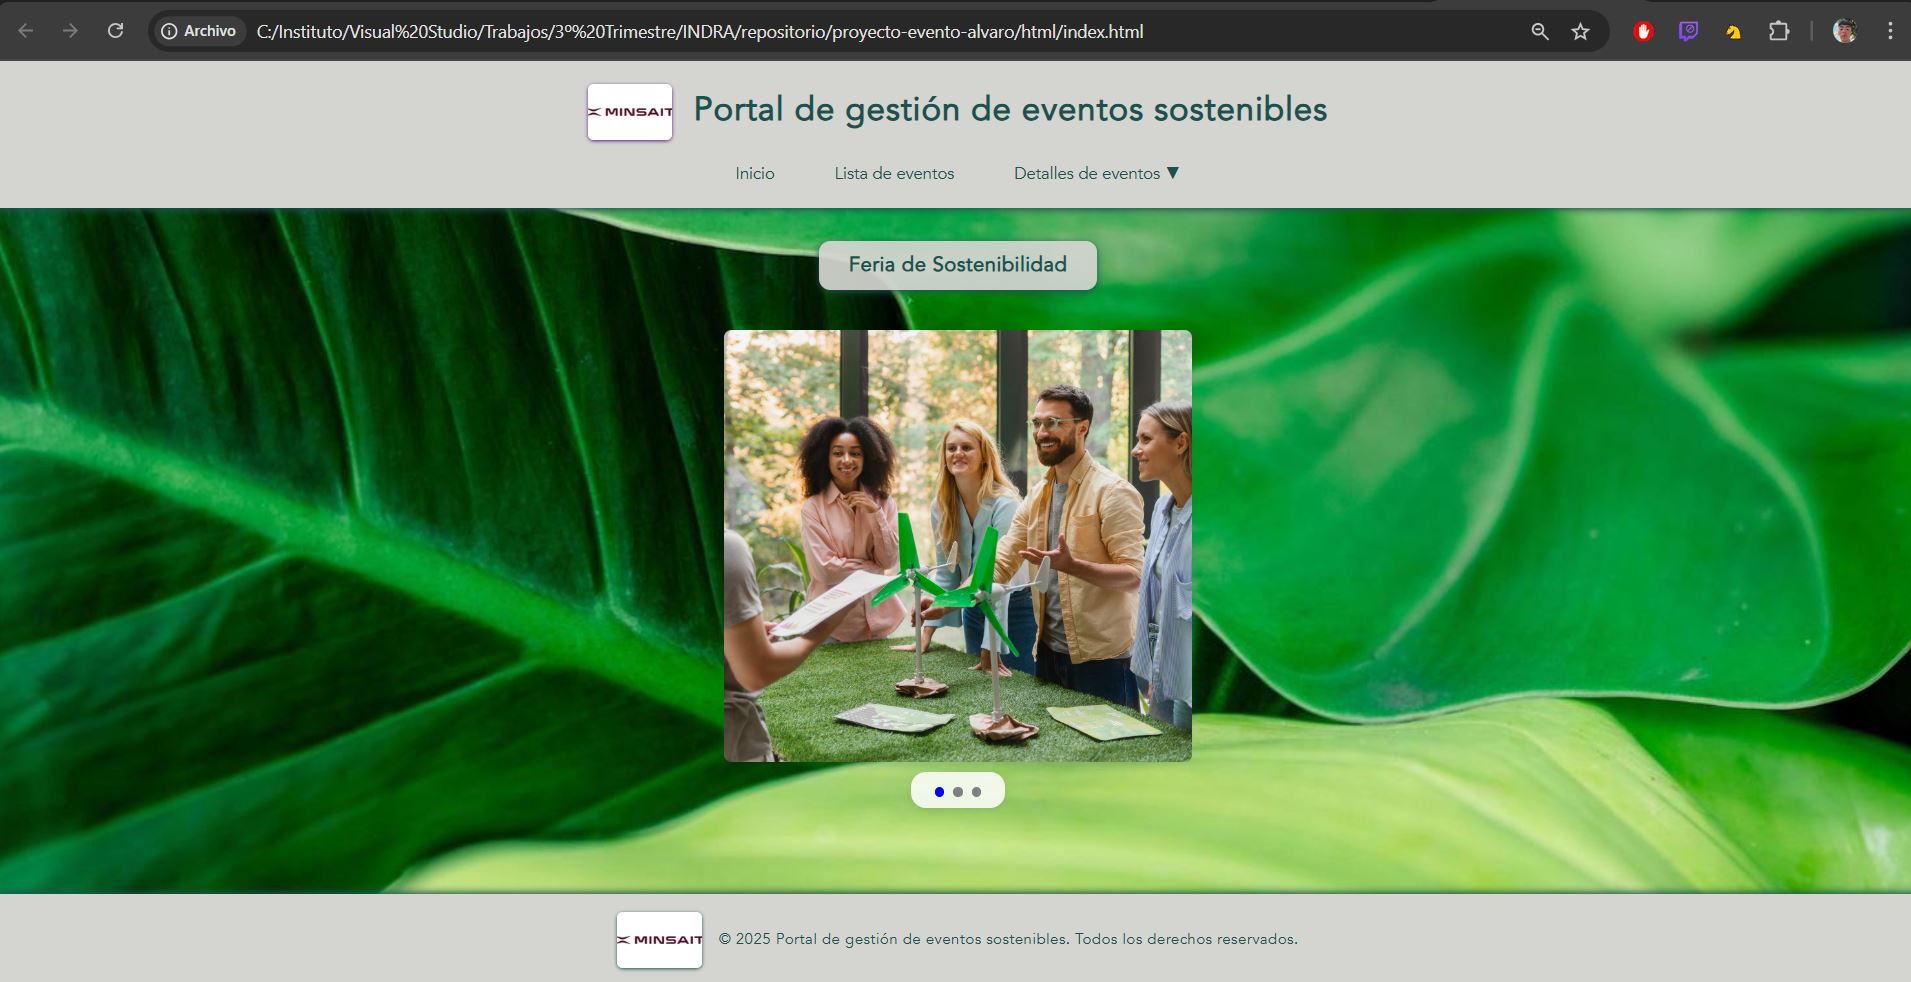 Archivo
C:/Instituto/Visual%20Studio/Trabajos/3º%20Trimestre/INDRA/repositorio/proyecto-evento-alvaro/html/index.html
MINSAIT
Portal de gestión de eventos sostenibles
Inicio
Lista de eventos
Detalles de eventos ▼
Feria de Sostenibilidad
MINSAIT
© 2025 Portal de gestión de eventos sostenibles. Todos los derechos reservados.